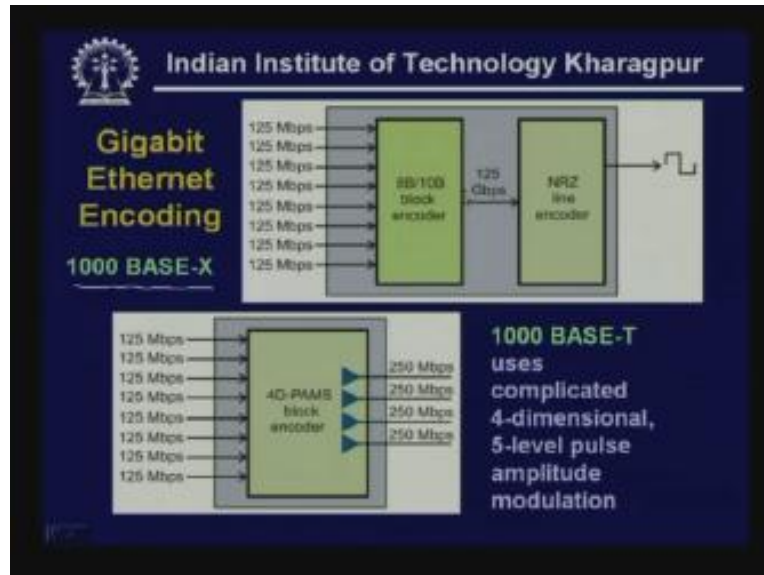 Indian Institute of Technology Kharagpur
Gigabit
Ethernet
Encoding
1000 BASE-X
125 Mbps
125 Mbps
125 Mbps
125 Mbps
125 Mbps
125 Mbps
125 Mbps
125 Mbps
8B/10B
block
encoder
125
Gbps
NRZ
line
encoder
125 Mbps
125 Mbps
125 Mbps
125 Mbps
125 Mbps
125 Mbps
125 Mbps
125 Mbps
4D-PAM5
block
encoder
250 Mbps
250 Mbps
250 Mbps
250 Mbps
1000 BASE-T
uses
complicated
4-dimensional,
5-level pulse
amplitude
modulation